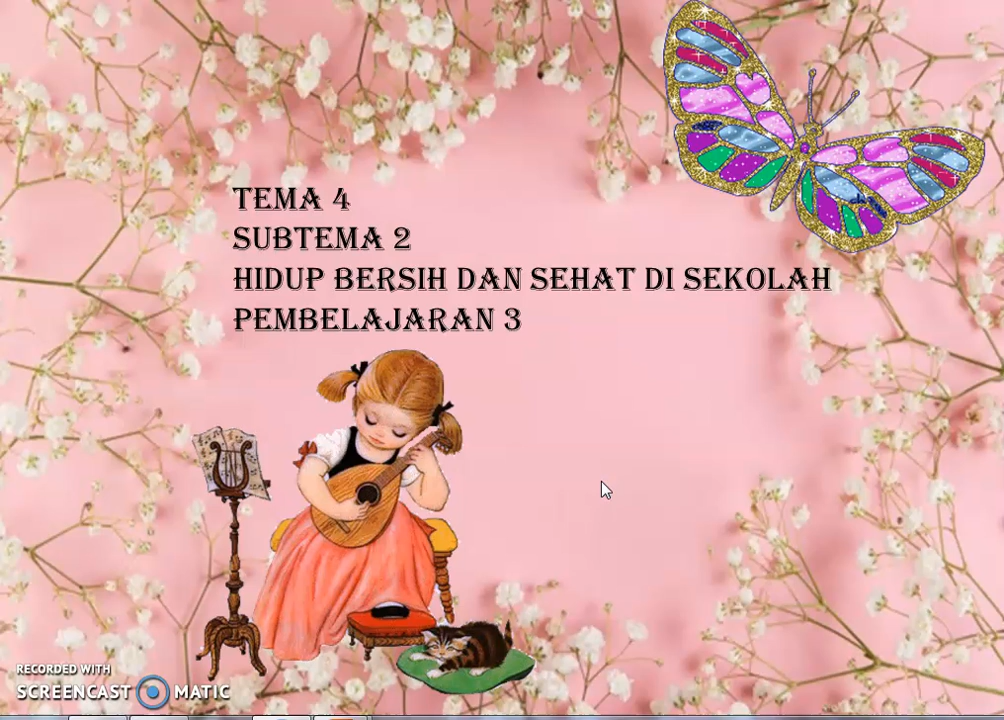 TEMA 4
SUBTEMA 2
HIDUP BERSIH DAN SEHAT DI SEKOLAH
PEMBELAJARAN 3
RECORDED WITH
SCREENCAST MATIC